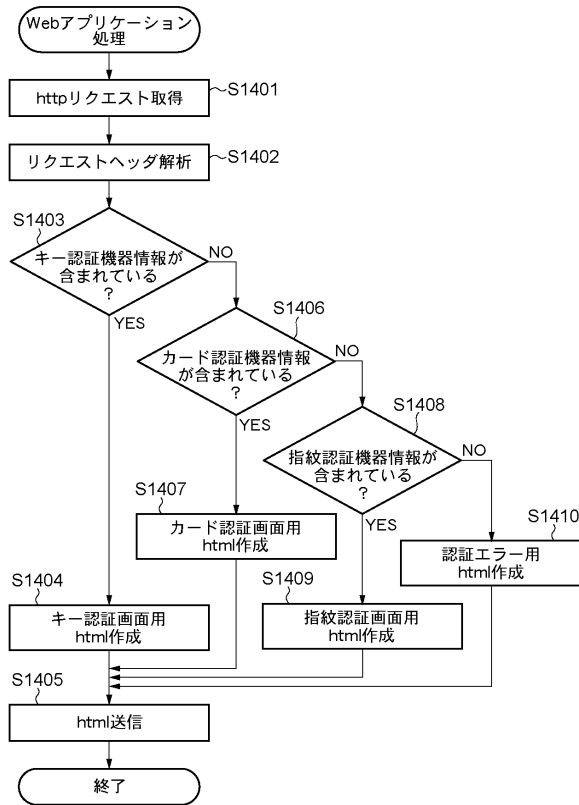 Webアプリケーション
処理
httpリクエスト取得
S1401
リクエストヘッダ解析
S1402
S1403
キー認証機器情報が
含まれている
?
NO
YES
S1406
カード認証機器情報
が含まれている
?
NO
YES
S1408
指紋認証機器情報が
含まれている
?
NO
YES
S1407
カード認証画面用
html作成
S1410
認証エラー用
html作成
S1404
キー認証画面用
html作成
S1409
指紋認証画面用
html作成
S1405
html送信
終了